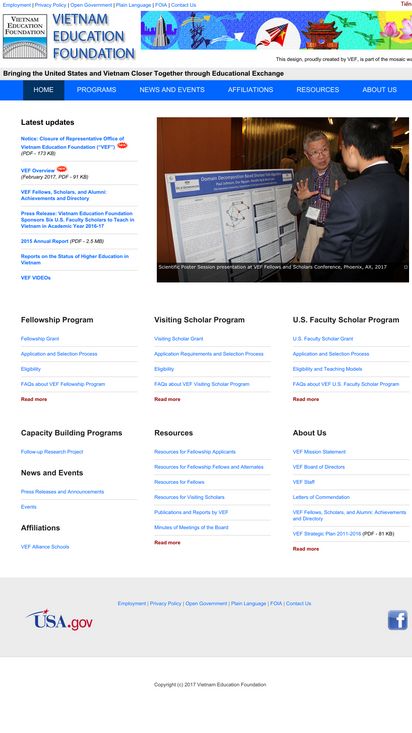 Employment | Privacy Policy | Open Government | Plain Language | FOIA | Contact Us
VIETNAM
EDUCATION
FOUNDATION
VIETNAM
EDUCATION
FOUNDATION
This design, proudly created by VEF, is part of the mosaic
Bringing the United States and Vietnam Closer Together through Educational Exchange
HOME PROGRAMS NEWS AND EVENTS AFFILIATIONS RESOURCES ABOUT US
Latest updates
Notice: Closure of Representative Office of
Vietnam Education Foundation ("VEF")
(PDF - 173 KB)
VEF Overview
(February 2017, PDF - 91 KB)
VEF Fellows, Scholars, and Alumni:
Achievements and Directory
Press Release: Vietnam Education Foundation
Sponsors Six U.S. Faculty Scholars to Teach in
Vietnam in Academic Year 2016-17
2015 Annual Report (PDF - 2.5 MB)
Reports on the Status of Higher Education in
Vietnam
VEF VIDEOs
Scientific Poster Session presentation at VEF Fellows and Scholars Conference, Phoenix, AX, 2017
Fellowship Program
Fellowship Grant
Application and Selection Process
Eligibility
FAQs about VEF Fellowship Program
Read more
Visiting Scholar Program
Visiting Scholar Grant
Application Requirements and Selection Process
Eligibility
FAQs about VEF Visiting Scholar Program
Read more
U.S. Faculty Scholar Program
U.S. Faculty Scholar Grant
Application and Selection Process
Eligibility and Teaching Models
FAQs about VEF U.S. Faculty Scholar Program
Read more
Capacity Building Programs
Follow-up Research Project
News and Events
Press Releases and Announcements
Events
Affiliations
VEF Alliance Schools
Resources
Resources for Fellowship Applicants
Resources for Fellowship Fellows and Alternates
Resources for Fellows
Resources for Visiting Scholars
Publications and Reports by VEF
Minutes of Meetings of the Board
Read more
About Us
VEF Mission Statement
VEF Board of Directors
VEF Staff
Letters of Commendation
VEF Fellows, Scholars, and Alumni: Achievements
and Directory
VEF Strategic Plan 2011-2016 (PDF - 81 KB)
Read more
Employment | Privacy Policy | Open Government | Plain Language | FOIA | Contact Us
USA.gov
f
Copyright (c) 2017 Vietnam Education Foundation